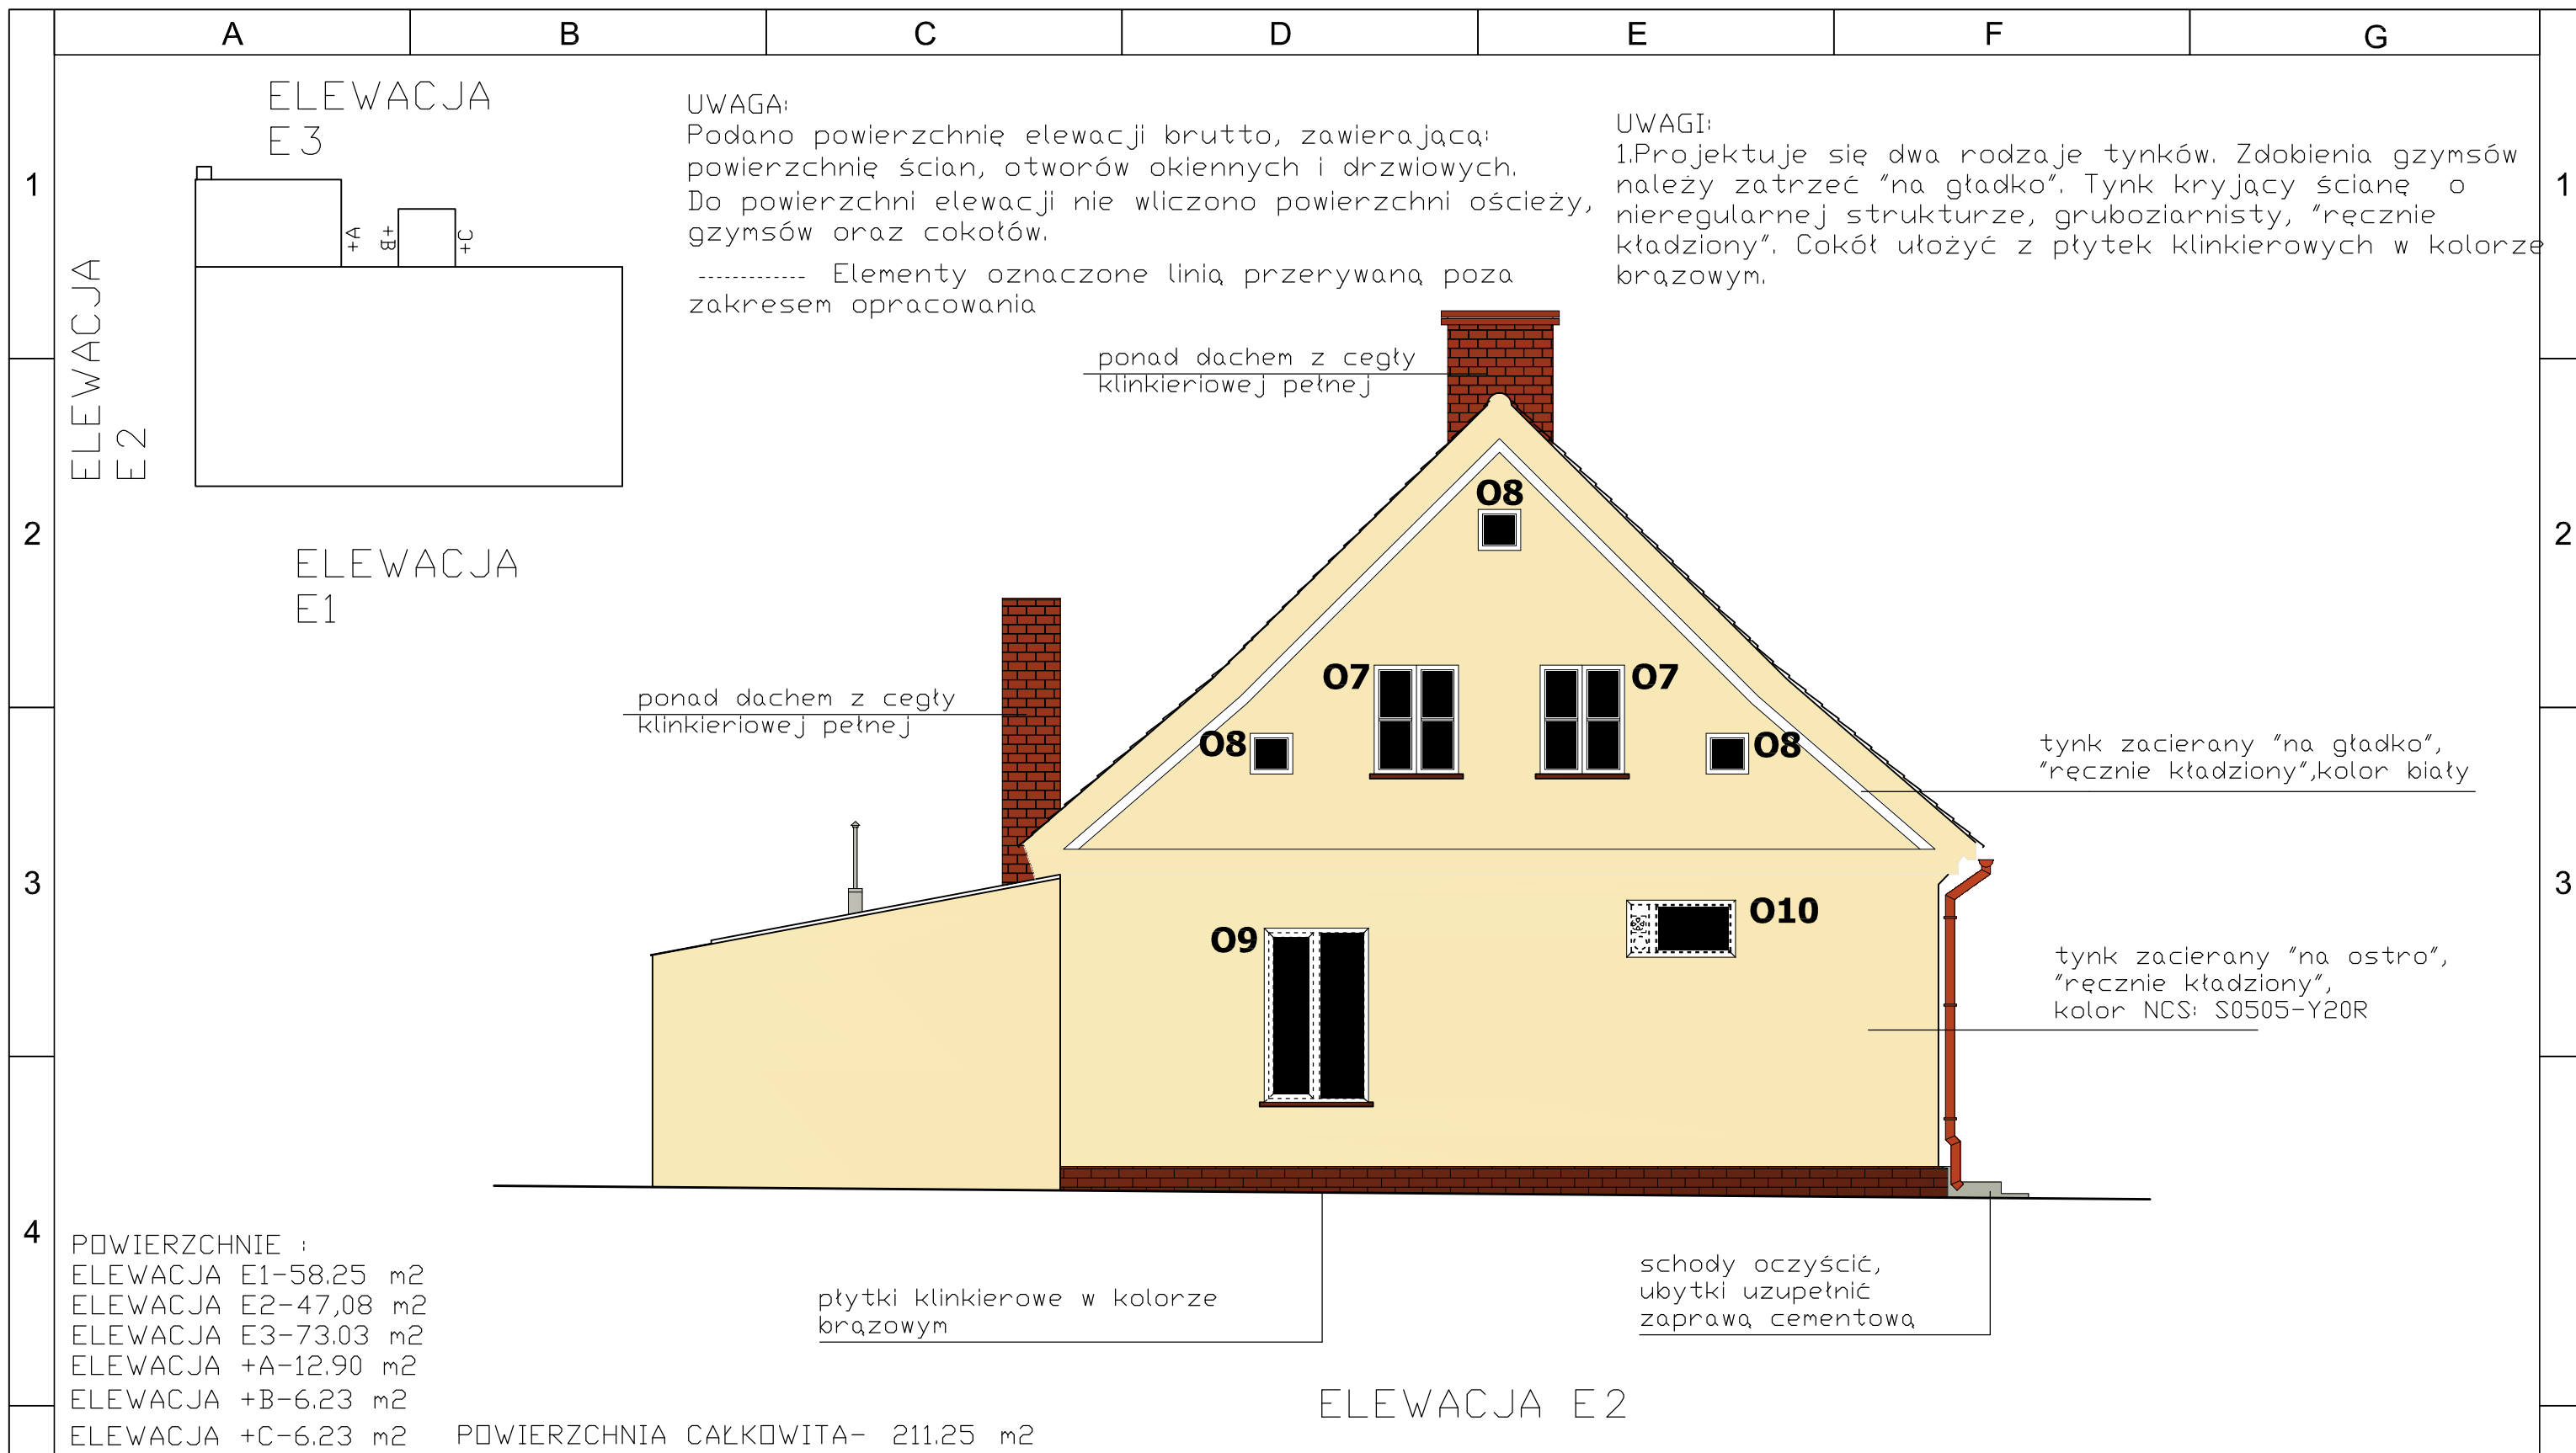 A B C D E F G
1 1
2 2
3 3
4
ELEWACJA
E3
ELEWACJA
E2
+A
+B
+C
ELEWACJA
E1
UWAGA:
Podano powierzchnię elewacji brutto, zawierającą:
powierzchnię ścian, otworów okiennych i drzwiowych.
Do powierzchni elewacji nie wliczono powierzchni ościeży,
gzymsów oraz cokołów.
------------ Elementy oznaczone linią przerywaną poza
zakresem opracowania
UWAGI:
1.Projektuje się dwa rodzaje tynków. Zdobienia gzymsów
należy zatrzeć "na gładko". Tynk kryjący ścianę o
nieregularnej strukturze, gruboziarnisty, "ręcznie
kładziony". Cokół ułożyć z płytek klinkierowych w kolorze
brązowym.
ponad dachem z cegły
klinkieriowej pełnej
O8
ponad dachem z cegły
klinkieriowej pełnej
O7
O7
O8
O8
tynk zacierany "na gładko",
"ręcznie kładziony",kolor biały
O9
O10
tynk zacierany "na ostro",
"ręcznie kładziony",
kolor NCS: S0505-Y20R
płytki klinkierowe w kolorze
brązowym
schody oczyścić,
ubytki uzupełnić
zaprawą cementową
POWIERZCHNIE :
ELEWACJA E1-58.25 m2
ELEWACJA E2-47,08 m2
ELEWACJA E3-73.03 m2
ELEWACJA +A-12.90 m2
ELEWACJA +B-6.23 m2
ELEWACJA +C-6.23 m2
POWIERZCHNIA CAŁKOWITA- 211.25 m2
ELEWACJA E2